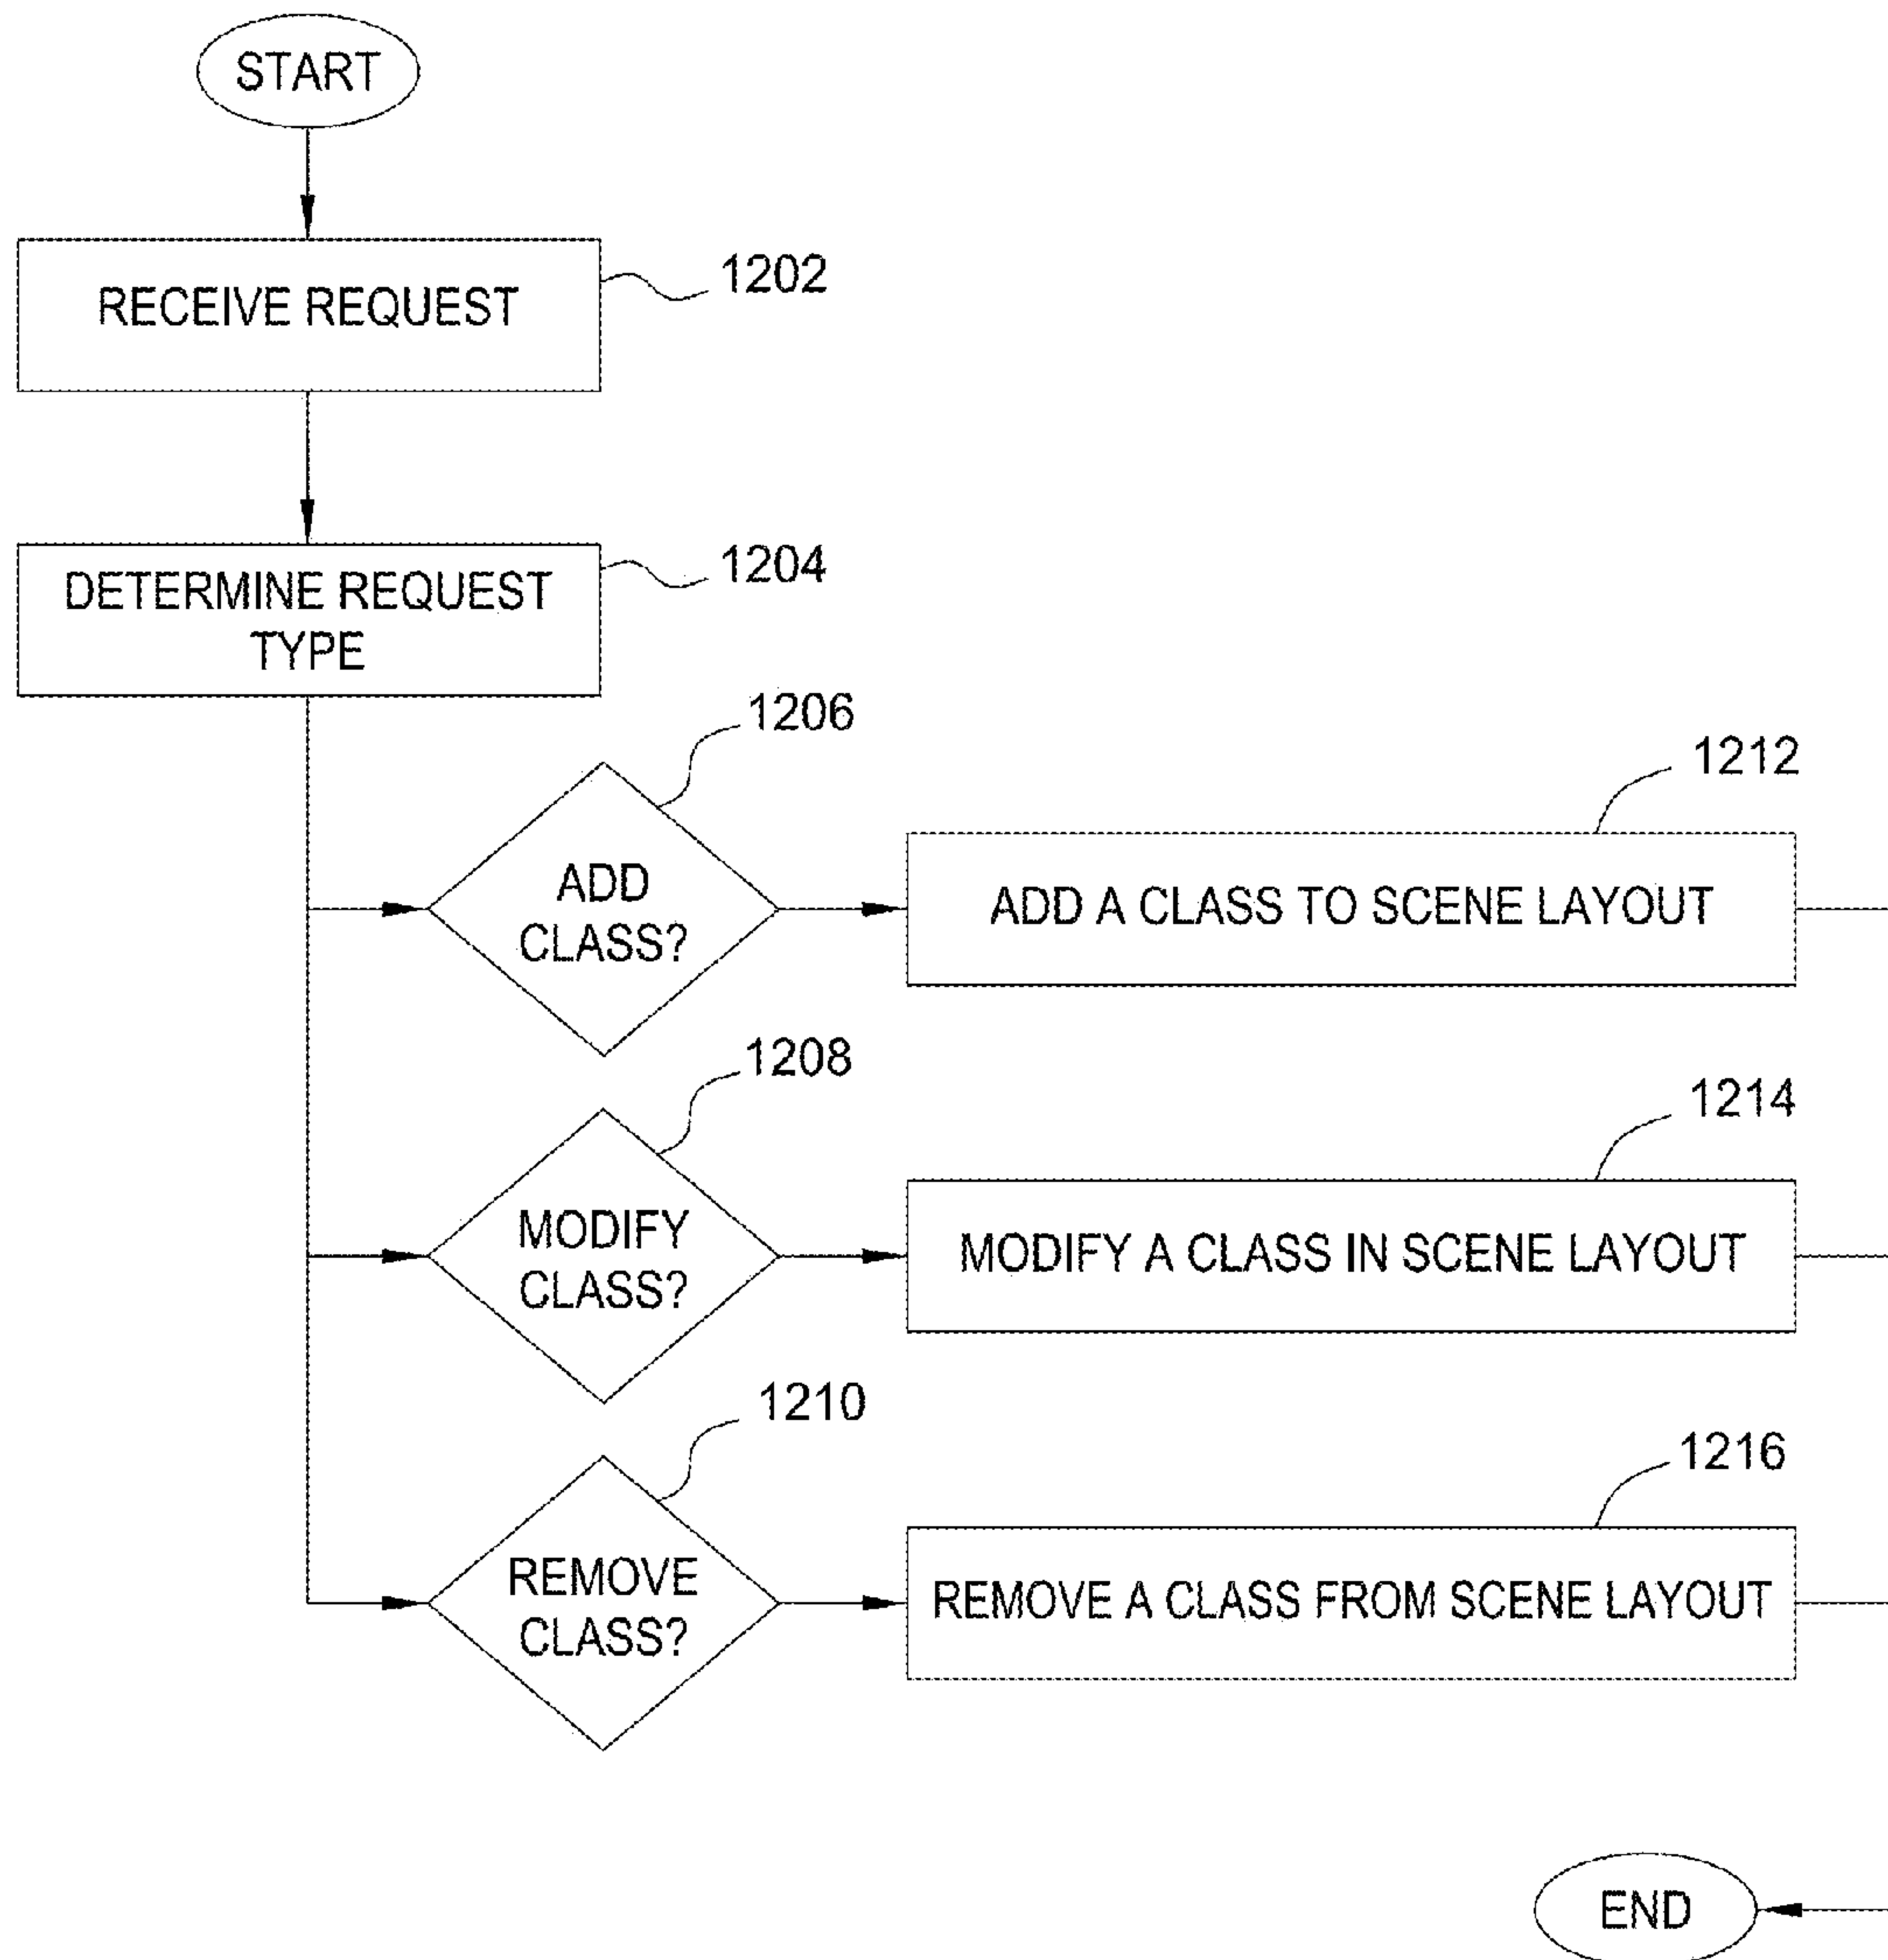 START
RECEIVE REQUEST
1202
DETERMINE REQUEST
TYPE
1204
1206
ADD
CLASS?
1212
ADD A CLASS TO SCENE LAYOUT
1208
MODIFY
CLASS?
1214
MODIFY A CLASS IN SCENE LAYOUT
1210
REMOVE
CLASS?
1216
REMOVE A CLASS FROM SCENE LAYOUT
END